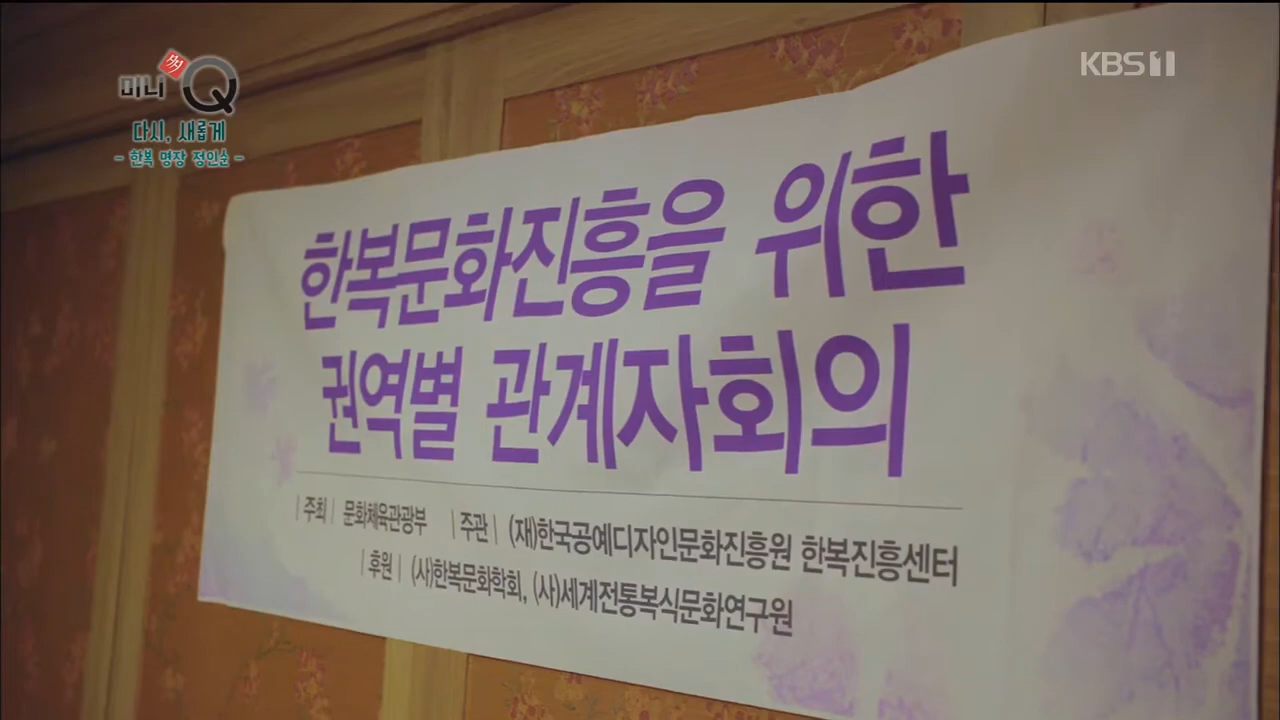 미니 多Q
다시, 새롭게
- 한복 명장 정인순 -
KBS1
한복문화진흥을 위한
권역별 관계자회의
|주최| 문화체육관광부 |주관| (재)한국공예디자인문화진흥원 한복진흥센터
|후원| (사)한복문화학회, (사)세계전통복식문화연구원